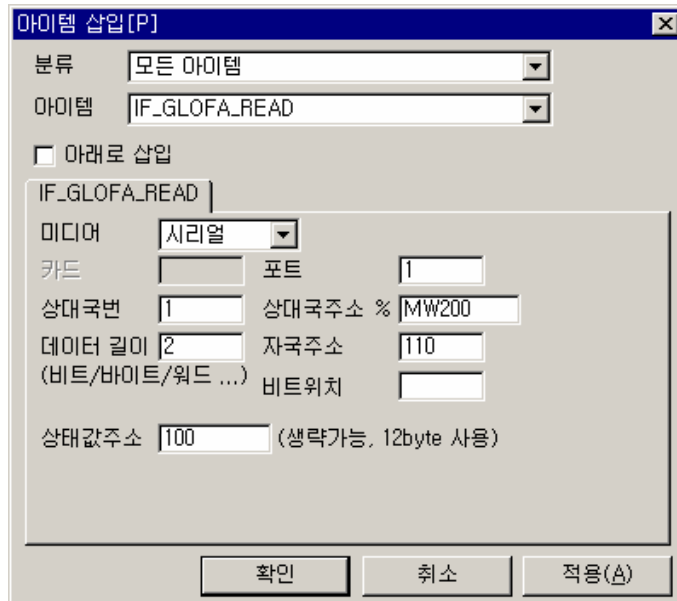 아이템 삽입[P]
분류 모든 아이템
아이템 IF_GLOFA_READ
아래로 삽입
IF_GLOFA_READ
미디어 시리얼
카드 포트 1
상대국번 1 상대국주소 % MW200
데이터 길이 2 자국주소 110
(비트/바이트/워드 ...) 비트위치
상태값주소 100 (생략가능, 12byte 사용)
확인 취소 적용(A)